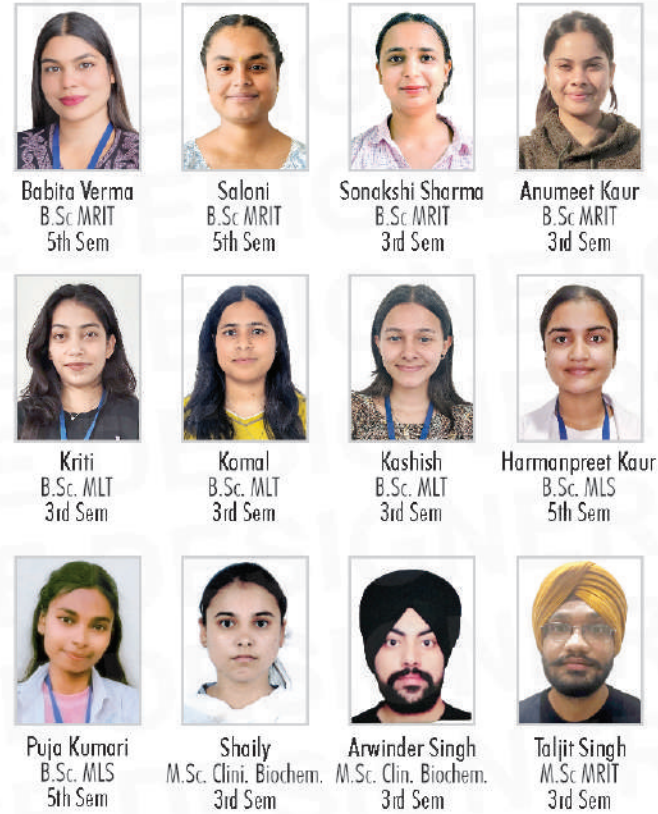 Babita Verma
B.Sc MRIT
5th Sem
Saloni
B.Sc MRIT
5th Sem
Sonakshi Sharma
B.Sc MRIT
3rd Sem
Anumeet Kaur
B.Sc MRIT
3rd Sem
Kriti
B.Sc. MLT
3rd Sem
Komal
B.Sc. MLT
3rd Sem
Kashish
B.Sc. MLT
3rd Sem
Harmanpreet Kaur
B.Sc. MLS
5th Sem
Puja Kumari
B.Sc. MLS
5th Sem
Shaily
M.Sc. Clini. Biochem.
3rd Sem
Arwinder Singh
M.Sc. Clin. Biochem.
3rd Sem
Taljit Singh
M.Sc MRIT
3rd Sem